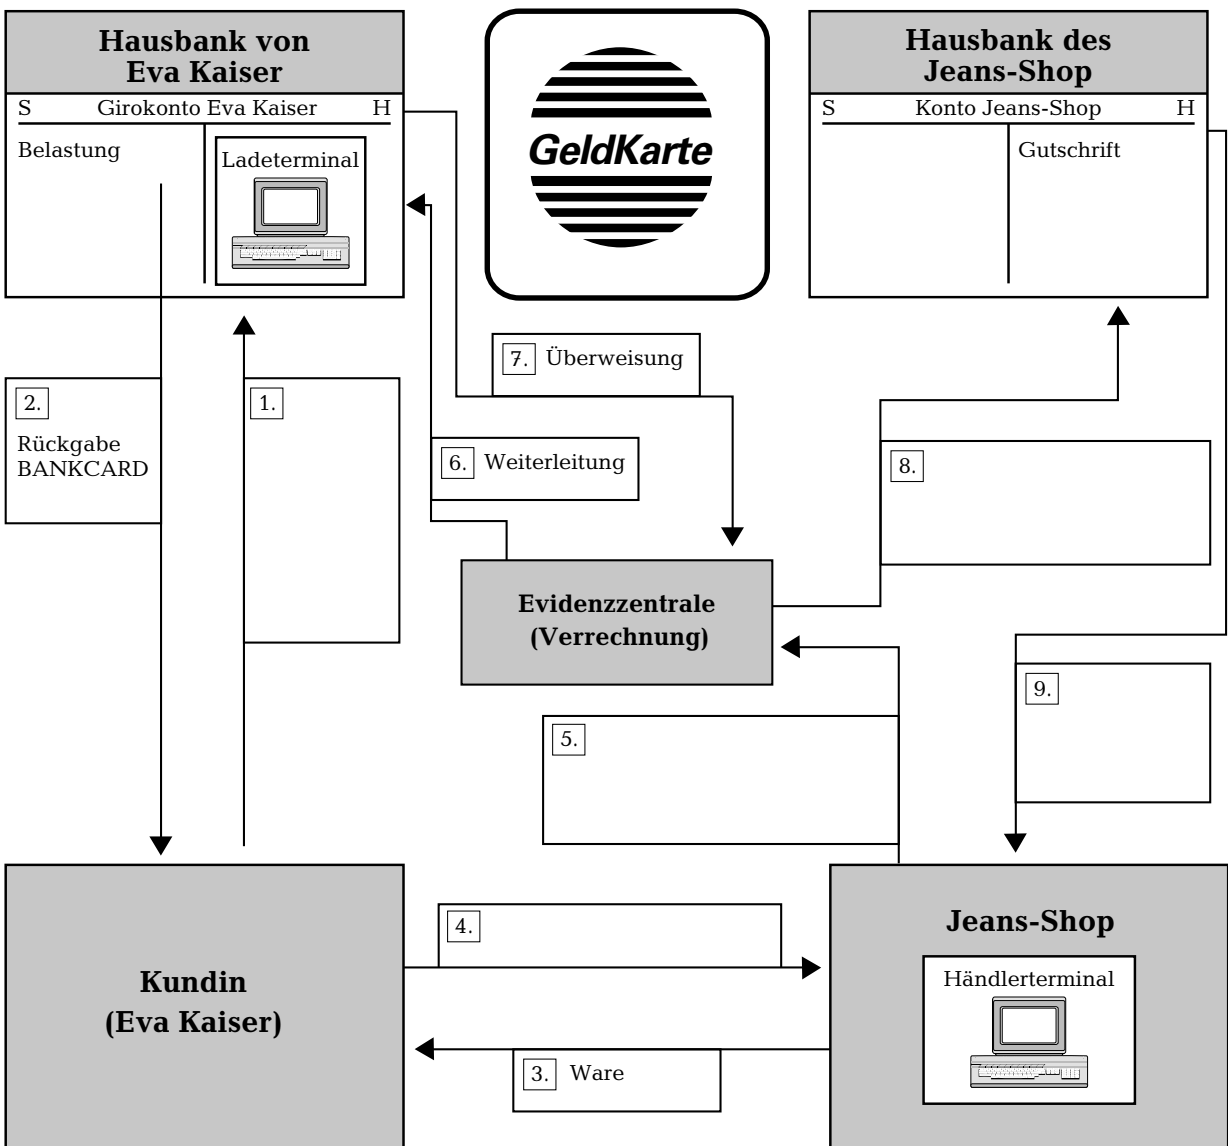 Hausbank von
Eva Kaiser
S Girokonto Eva Kaiser H
Belastung
Ladeterminal
GeldKarte
Hausbank des
Jeans-Shop
S Konto Jeans-Shop H
Gutschrift
7. Überweisung
2.
Rückgabe
BANKCARD
1.
6. Weiterleitung
8.
Evidenzzentrale
(Verrechnung)
9.
5.
4.
Kundin
(Eva Kaiser)
Jeans-Shop
Händlerterminal
3. Ware